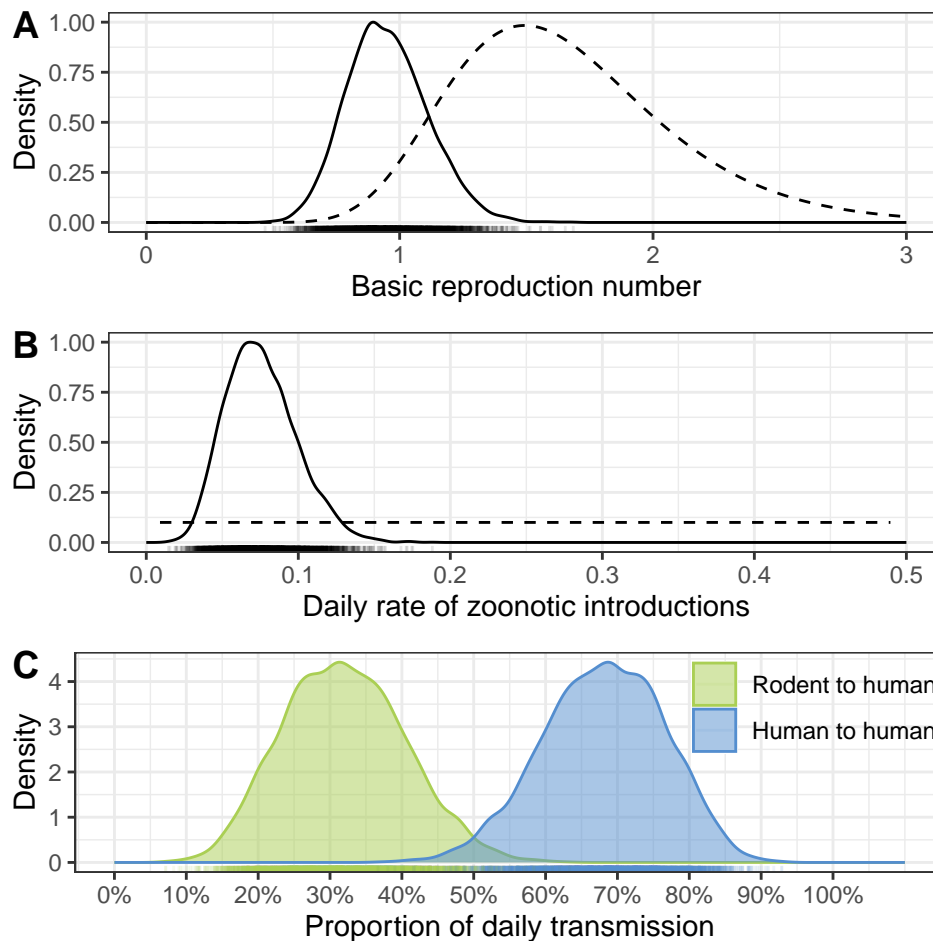 A
1.00
0.75
0.50
0.25
0.00
Density
0 1 2 3
Basic reproduction number
B
1.00
0.75
0.50
0.25
0.00
Density
0.0 0.1 0.2 0.3 0.4 0.5
Daily rate of zoonotic introductions
C
4
3
2
1
0
Density
Rodent to human
Human to human
0% 10% 20% 30% 40% 50% 60% 70% 80% 90% 100%
Proportion of daily transmission